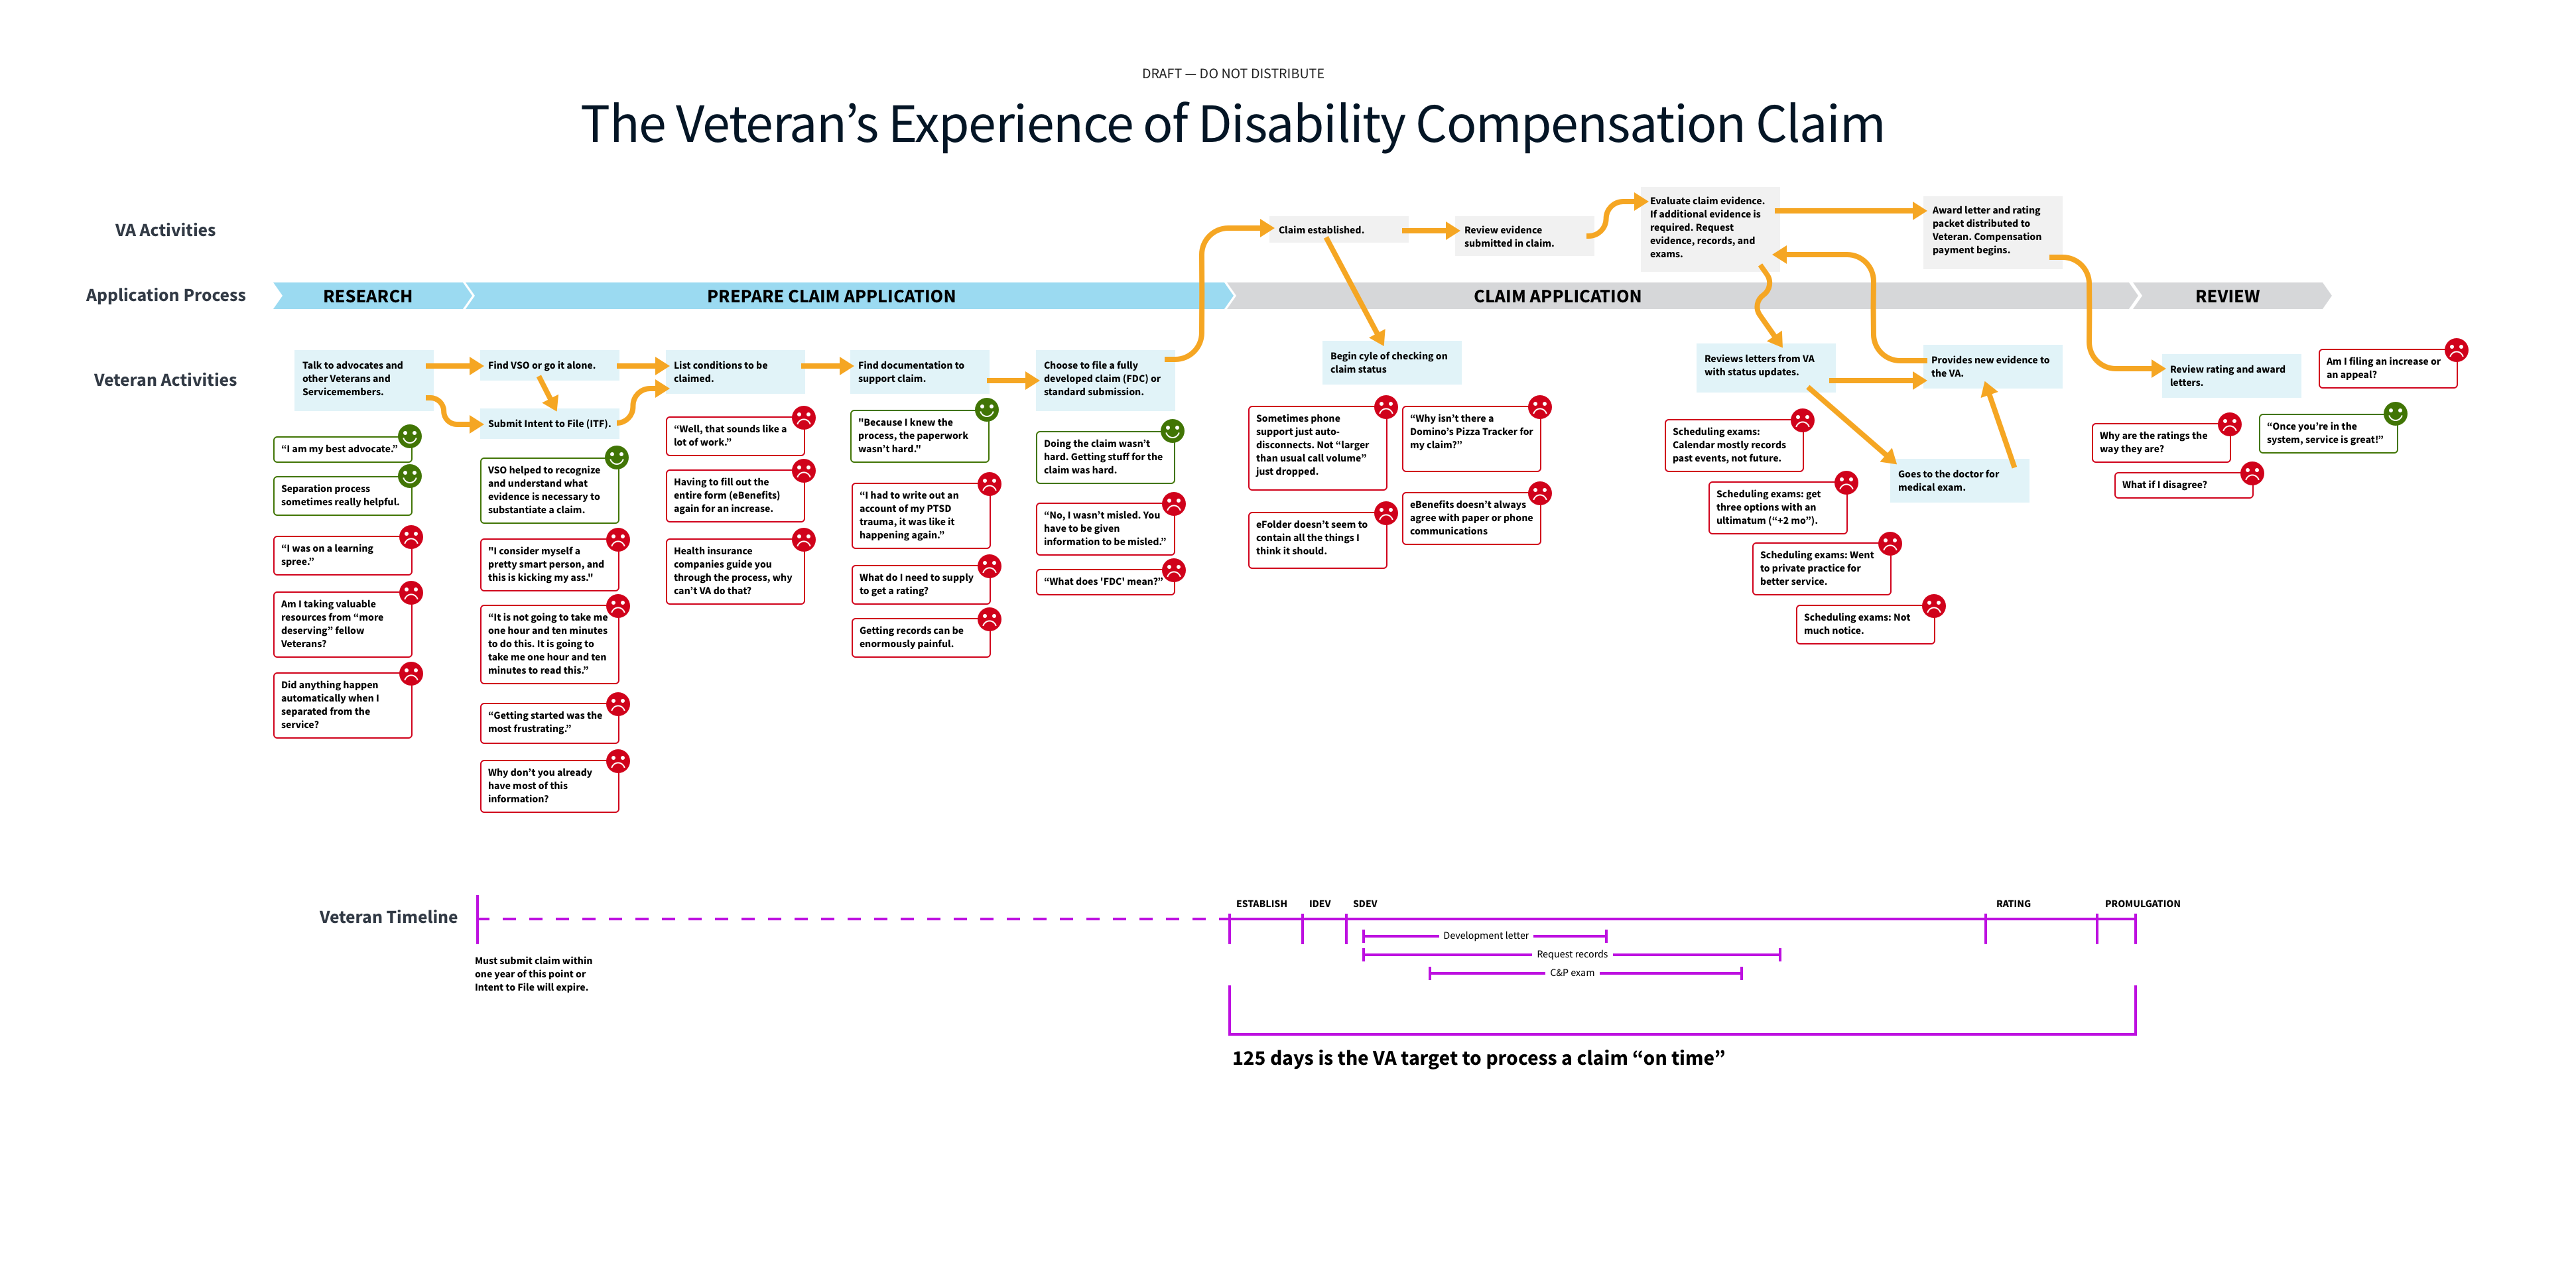 DRAFT — DO NOT DISTRIBUTE
The Veteran’s Experience of Disability Compensation Claim
VA Activities
Claim established.
Review evidence
submitted in claim.
Evaluate claim evidence.
If additional evidence is
required. Request
evidence, records, and
exams.
Award letter and rating
packet distributed to
Veteran. Compensation
payment begins.
Application Process
RESEARCH
PREPARE CLAIM APPLICATION
CLAIM APPLICATION
REVIEW
Veteran Activities
Talk to advocates and
other Veterans and
Servicemembers.
“I am my best advocate.”
Separation process
sometimes really helpful.
“I was on a learning
spree.”
Am I taking valuable
resources from “more
deserving” fellow
Veterans?
Did anything happen
automatically when I
separated from the
service?
Find VSO or go it alone.
Submit Intent to File (ITF).
VSO helped to recognize
and understand what
evidence is necessary to
substantiate a claim.
"I consider myself a
pretty smart person, and
this is kicking my ass."
“It is not going to take me
one hour and ten minutes
to do this. It is going to
take me one hour and ten
minutes to read this.”
“Getting started was the
most frustrating.”
Why don’t you already
have most of this
information?
List conditions to be
claimed.
“Well, that sounds like a
lot of work.”
Having to fill out the
entire form (eBenefits)
again for an increase.
Health insurance
companies guide you
through the process, why
can’t VA do that?
Find documentation to
support claim.
"Because I knew the
process, the paperwork
wasn’t hard."
“I had to write out an
account of my PTSD
trauma, it was like it
happening again.”
What do I need to supply
to get a rating?
Getting records can be
enormously painful.
Choose to file a fully
developed claim (FDC) or
standard submission.
Doing the claim wasn’t
hard. Getting stuff for the
claim was hard.
“No, I wasn’t misled. You
have to be given
information to be misled.”
“What does 'FDC' mean?”
Begin cyle of checking on
claim status
Sometimes phone
support just auto-
disconnects. Not “larger
than usual call volume”
just dropped.
“Why isn’t there a
Domino’s Pizza Tracker for
my claim?”
eFolder doesn’t seem to
contain all the things I
think it should.
eBenefits doesn’t always
agree with paper or phone
communications
Reviews letters from VA
with status updates.
Provides new evidence to
the VA.
Goes to the doctor for
medical exam.
Scheduling exams:
Calendar mostly records
past events, not future.
Scheduling exams: get
three options with an
ultimatum (“+2 mo”).
Scheduling exams: Went
to private practice for
better service.
Scheduling exams: Not
much notice.
Review rating and award
letters.
Am I filing an increase or
an appeal?
Why are the ratings the
way they are?
“Once you’re in the
system, service is great!”
What if I disagree?
Veteran Timeline
ESTABLISH
IDEV
SDEV
RATING
PROMULGATION
Development letter
Request records
C&P exam
Must submit claim within
one year of this point or
Intent to File will expire.
125 days is the VA target to process a claim “on time”